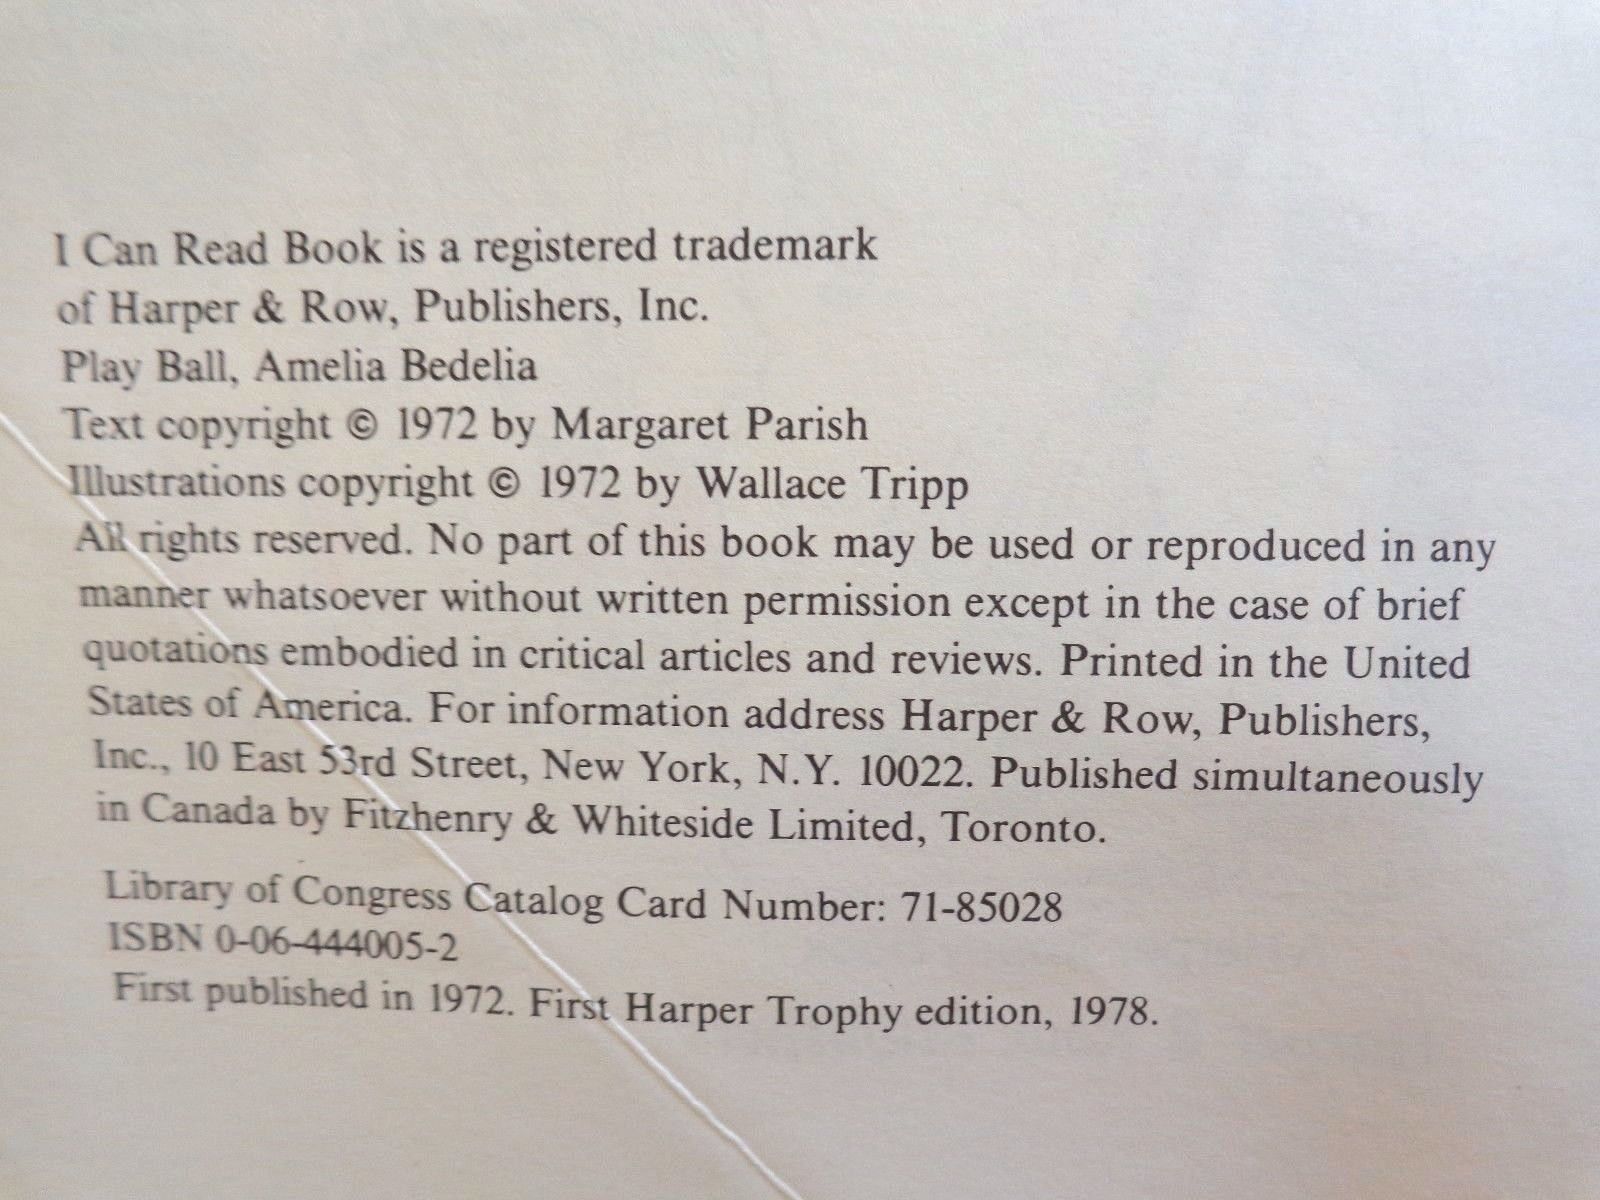 I Can Read Book is a registered trademark
of Harper & Row, Publishers, Inc.
Play Ball, Amelia Bedelia
Text copyright © 1972 by Margaret Parish
Illustrations copyright © 1972 by Wallace Tripp
All rights reserved. No part of this book may be used or reproduced in any
manner whatsoever without written permission except in the case of brief
quotations embodied in critical articles and reviews. Printed in the United
States of America. For information address Harper & Row, Publishers,
Inc., 10 East 53rd Street, New York, N.Y. 10022. Published simultaneously
in Canada by Fitzhenry & Whiteside Limited, Toronto.
Library of Congress Catalog Card Number: 71-85028
ISBN 0-06-444005-2
First published in 1972. First Harper Trophy edition, 1978.